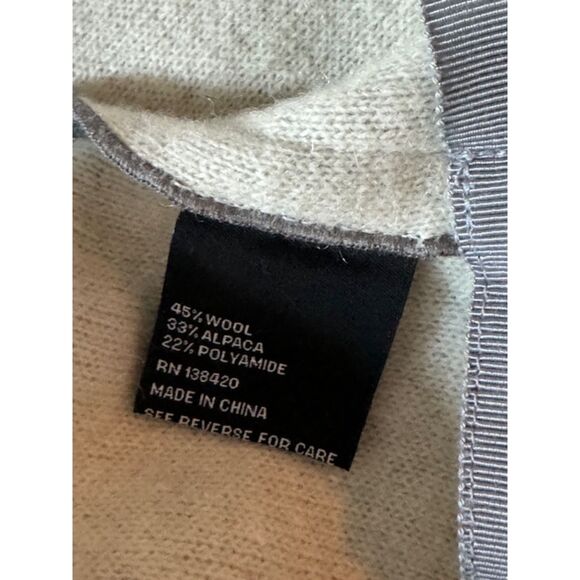 45% WOOL
33% ALPACA
22% POLYAMIDE
RN 138420
MADE IN CHINA
SEE REVERSE FOR CARE